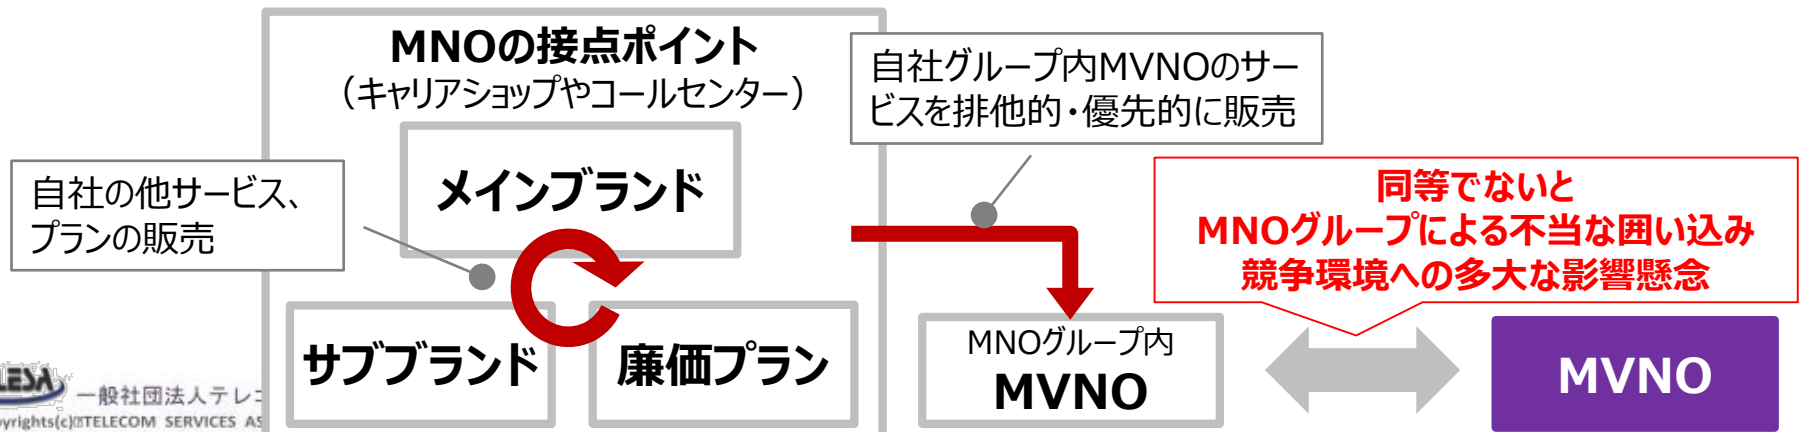 MNOの接点ポイント
（キャリアショップやコールセンター）
自社グループ内MVNOのサー
ビスを排他的・優先的に販売
メインブランド
自社の他サービス、
プランの販売
同等でないと
MNOグループによる不当な囲い込み
競争環境への多大な影響懸念
サブブランド
廉価プラン
MNOグループ内
MVNO
MVNO
一般社団法人テレ
TELECOM SERVICES